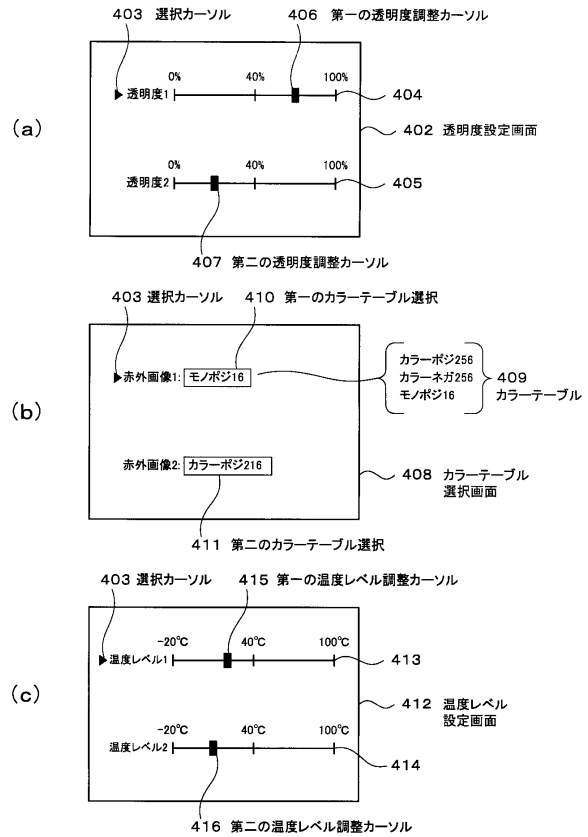 403 選択カーソル
406 第一の透明度調整カーソル
(a)
0% 40% 100%
透明度1
404
402 透明度設定画面
0% 40% 100%
透明度2
405
407 第二の透明度調整カーソル
403 選択カーソル
410 第一のカラーテーブル選択
(b)
赤外画像1: モノポジ16
カラーポジ256
カラーネガ256
モノポジ16
409
カラーテーブル
赤外画像2: カラーポジ216
408 カラーテーブル
選択画面
411 第二のカラーテーブル選択
403 選択カーソル
415 第一の温度レベル調整カーソル
(c)
-20℃ 40℃ 100℃
温度レベル1
413
412 温度レベル
設定画面
-20℃ 40℃ 100℃
温度レベル2
414
416 第二の温度レベル調整カーソル